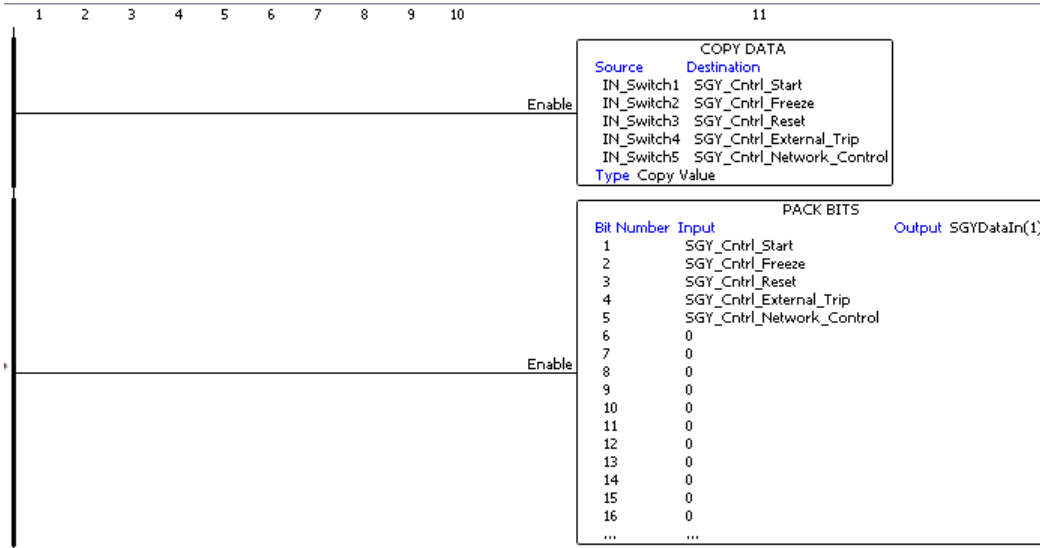 1 2 3 4 5 6 7 8 9 10 11
COPY DATA
Source Destination
IN_Switch1 SGY_Cntrl_Start
Enable IN_Switch2 SGY_Cntrl_Freeze
IN_Switch3 SGY_Cntrl_Reset
IN_Switch4 SGY_Cntrl_External_Trip
IN_Switch5 SGY_Cntrl_Network_Control
Type Copy Value
PACK BITS
Bit Number Input Output SGYDataIn(1)
1 SGY_Cntrl_Start
2 SGY_Cntrl_Freeze
3 SGY_Cntrl_Reset
4 SGY_Cntrl_External_Trip
5 SGY_Cntrl_Network_Control
6 0
7 0
Enable 8 0
9 0
10 0
11 0
12 0
13 0
14 0
15 0
16 0
... ...